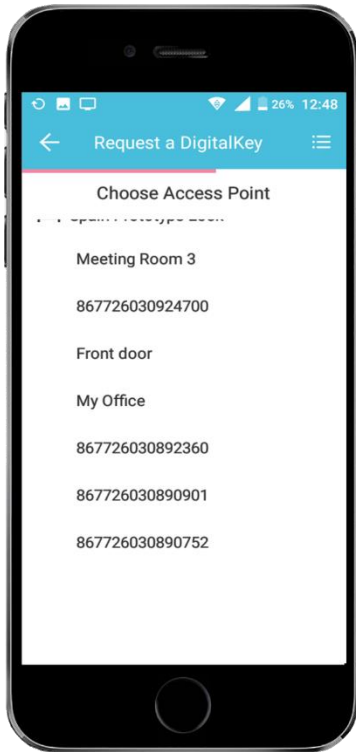 26% 12:48
Request a DigitalKey
Choose Access Point
Meeting Room 3
867726030924700
Front door
My Office
867726030892360
867726030890901
867726030890752